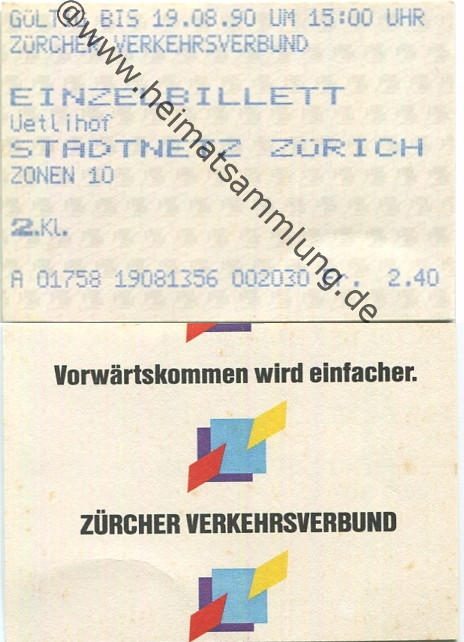 GÜLTIG BIS 19.08.90 UM 15:00 UHR
ZÜRCHER VERKEHRSVERBUND
EINZELBILLETT
Uetlihof
STADTNETZ ZÜRICH
ZONEN 10
2.Kl.
A 01758 19081356 002030 Fr. 2.40
©www.heimatsammlung.de
Vorwärtskommen wird einfacher.
ZÜRCHER VERKEHRSVERBUND